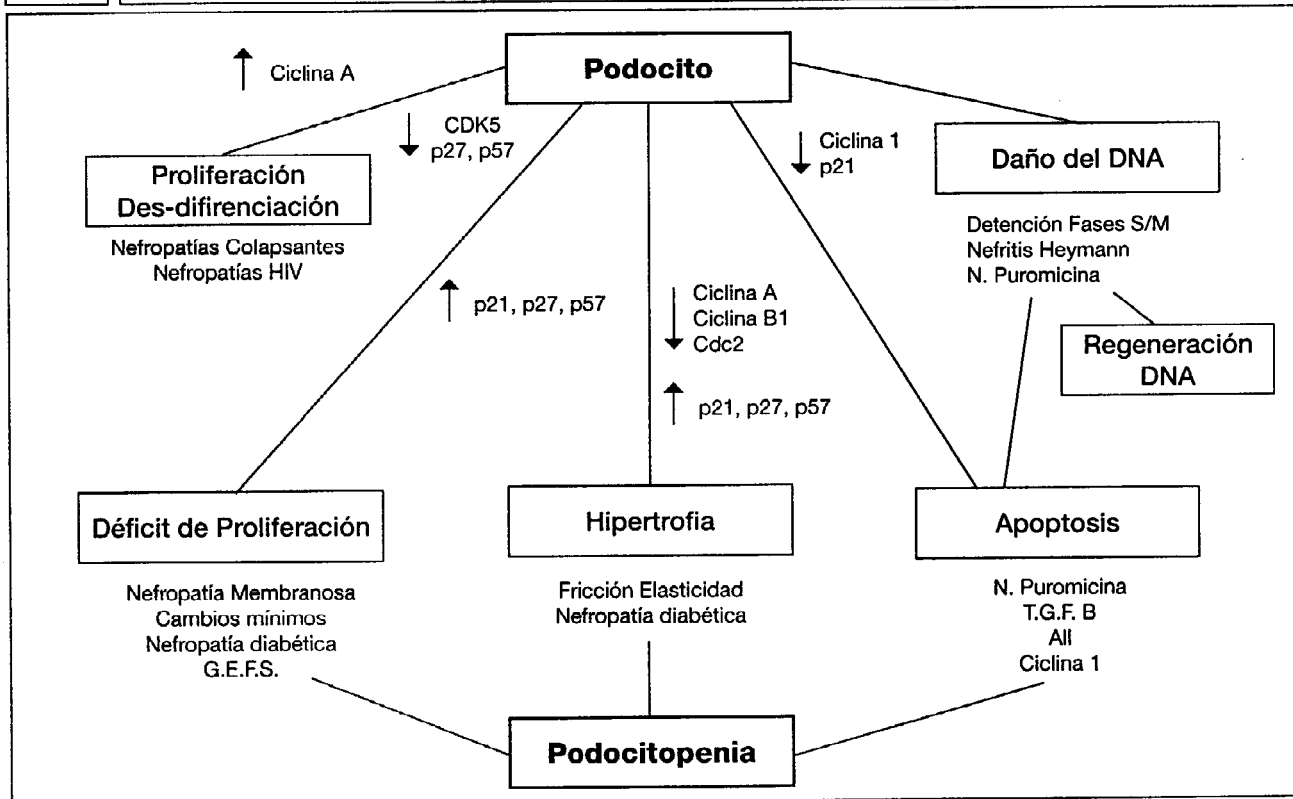 Podocito
Ciclina A
CDK5
p27, p57
Ciclina 1
p21
Proliferación
Des-difirenciación
Nefropatías Colapsantes
Nefropatías HIV
Daño del DNA
Detención Fases S/M
Nefritis Heymann
N. Puromicina
Regeneración
DNA
p21, p27, p57
Ciclina A
Ciclina B1
Cdc2
p21, p27, p57
Déficit de Proliferación
Nefropatía Membranosa
Cambios mínimos
Nefropatía diabética
G.E.F.S.
Hipertrofia
Fricción Elasticidad
Nefropatía diabética
Apoptosis
N. Puromicina
T.G.F. B
AII
Ciclina 1
Podocitopenia